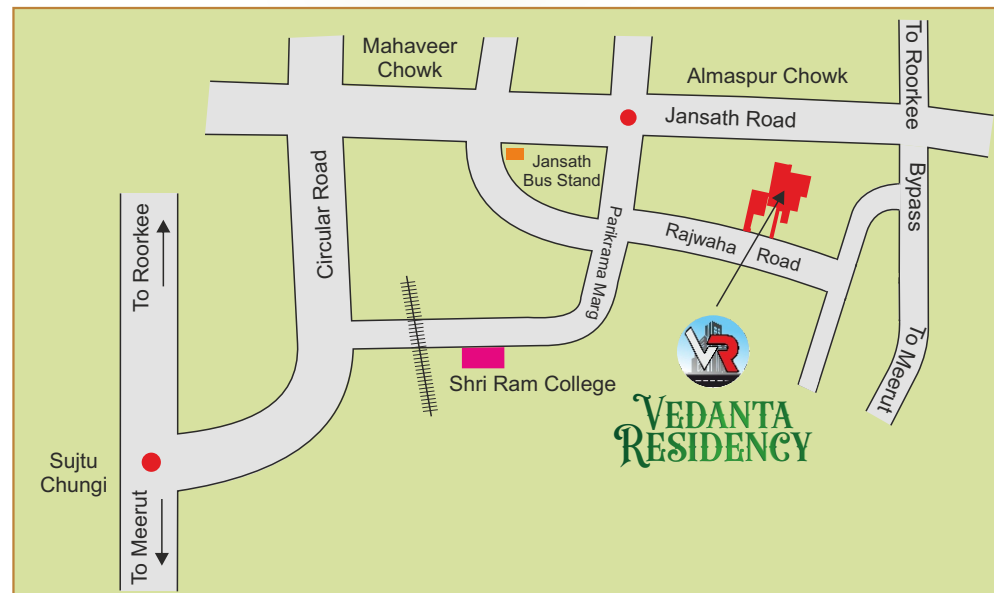 Mahaveer
Chowk
Almaspur Chowk
To Roorkee
Jansath Road
Jansath
Bus Stand
Bypass
Circular Road
Parikrama Marg
Rajwaha Road
To Roorkee
To Meerut
Shri Ram College
VR
VEDANTA
RESIDENCY
Sujtu
Chungi
To Meerut